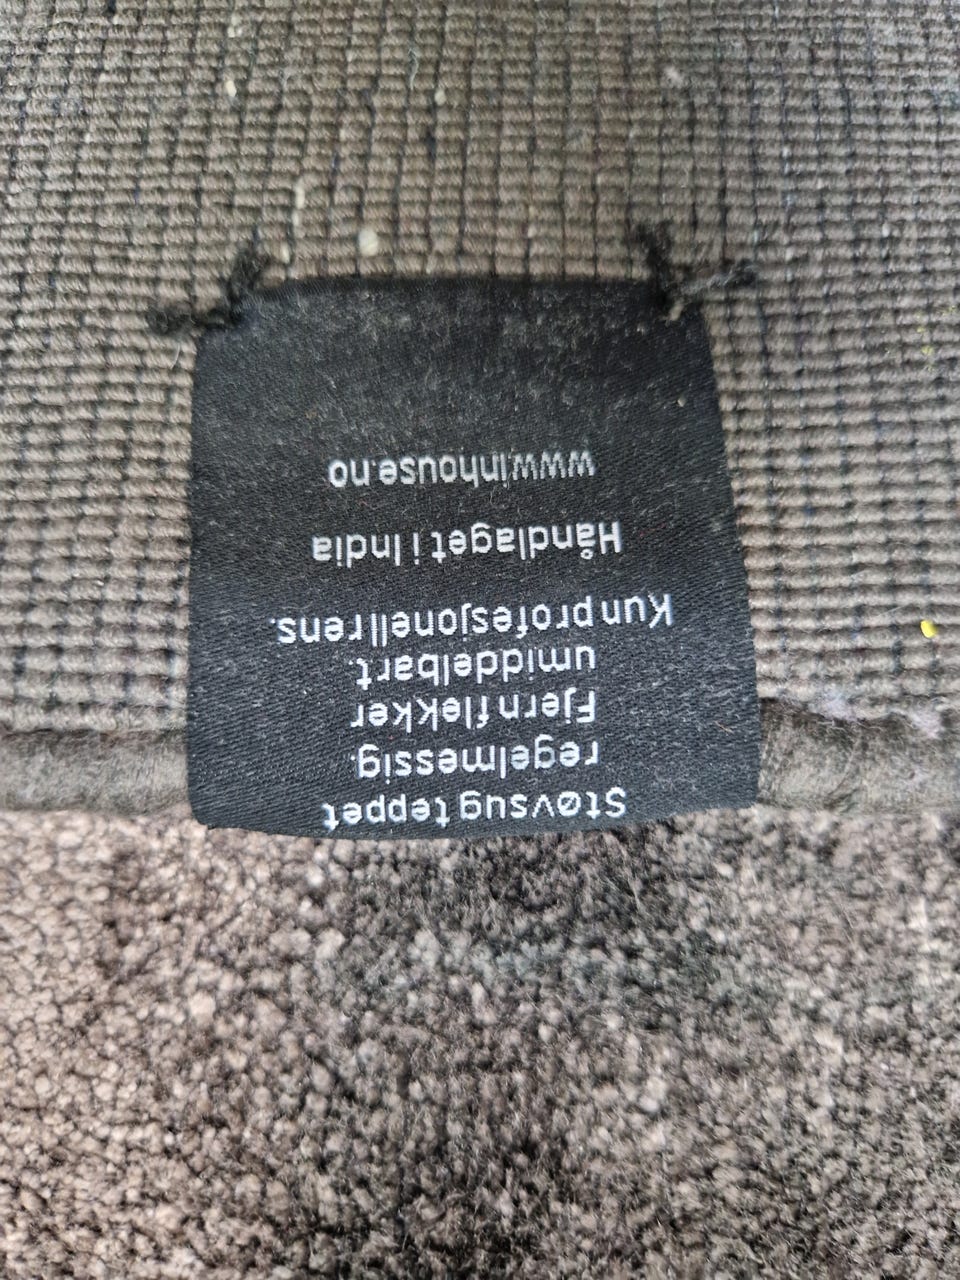 Støvsug teppet
regelmessig.
Fjern flekker
umiddelbart.
Kun profesjonell rens.
Håndlaget i India
www.inhouse.no